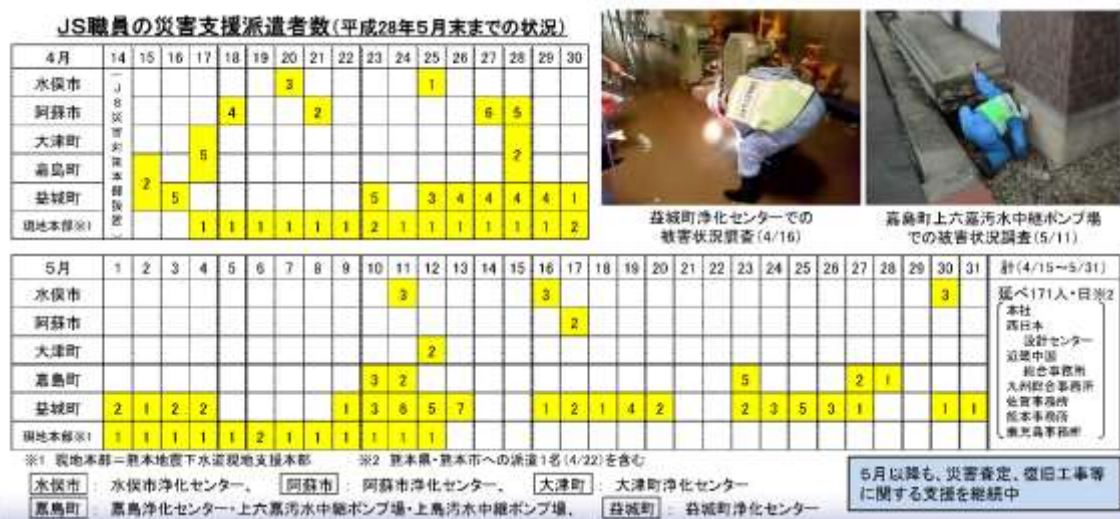 JS職員の災害支援派遣者数(平成28年5月末までの状況)
4月 14 15 16 17 18 19 20 21 22 23 24 25 26 27 28 29 30
(JS災害対策本部設置)
水俣市 3 1
阿蘇市 4 2 6 5
大津町
5 2
嘉島町
2
益城町 5 5 3 4 4 4 4 1
現地本部※1 1 1 1 1 1 1 2 1 1 1 1 1 1 2
益城町浄化センターでの
被害状況調査(4/16)
嘉島町上六嘉汚水中継ポンプ場
での被害状況調査(5/11)
5月 1 2 3 4 5 6 7 8 9 10 11 12 13 14 15 16 17 18 19 20 21 22 23 24 25 26 27 28 29 30 31 計(4/15~5/31)
水俣市 3 3 3
阿蘇市 2
大津町 2
嘉島町 3 2 5 2 1
益城町 2 1 2 2 1 3 6 5 7 1 2 1 4 2 2 3 5 3 1 1 1
現地本部※1 1 1 1 1 1 2 1 1 1 1 1 1
延べ171人・日※2
本社
西日本
設計センター
近畿中国
総合事務所
九州総合事務所
佐賀事務所
熊本事務所
鹿児島事務所
※1 現地本部=熊本地震下水道現地支援本部 ※2 熊本県・熊本市への派遣1名(4/22)を含む
水俣市 : 水俣市浄化センター、 阿蘇市 : 阿蘇市浄化センター、 大津町 : 大津町浄化センター
嘉島町 : 嘉島浄化センター・上六嘉汚水中継ポンプ場・上島汚水中継ポンプ場、 益城町 : 益城町浄化センター
5月以降も、災害査定、復旧工事等
に関する支援を継続中